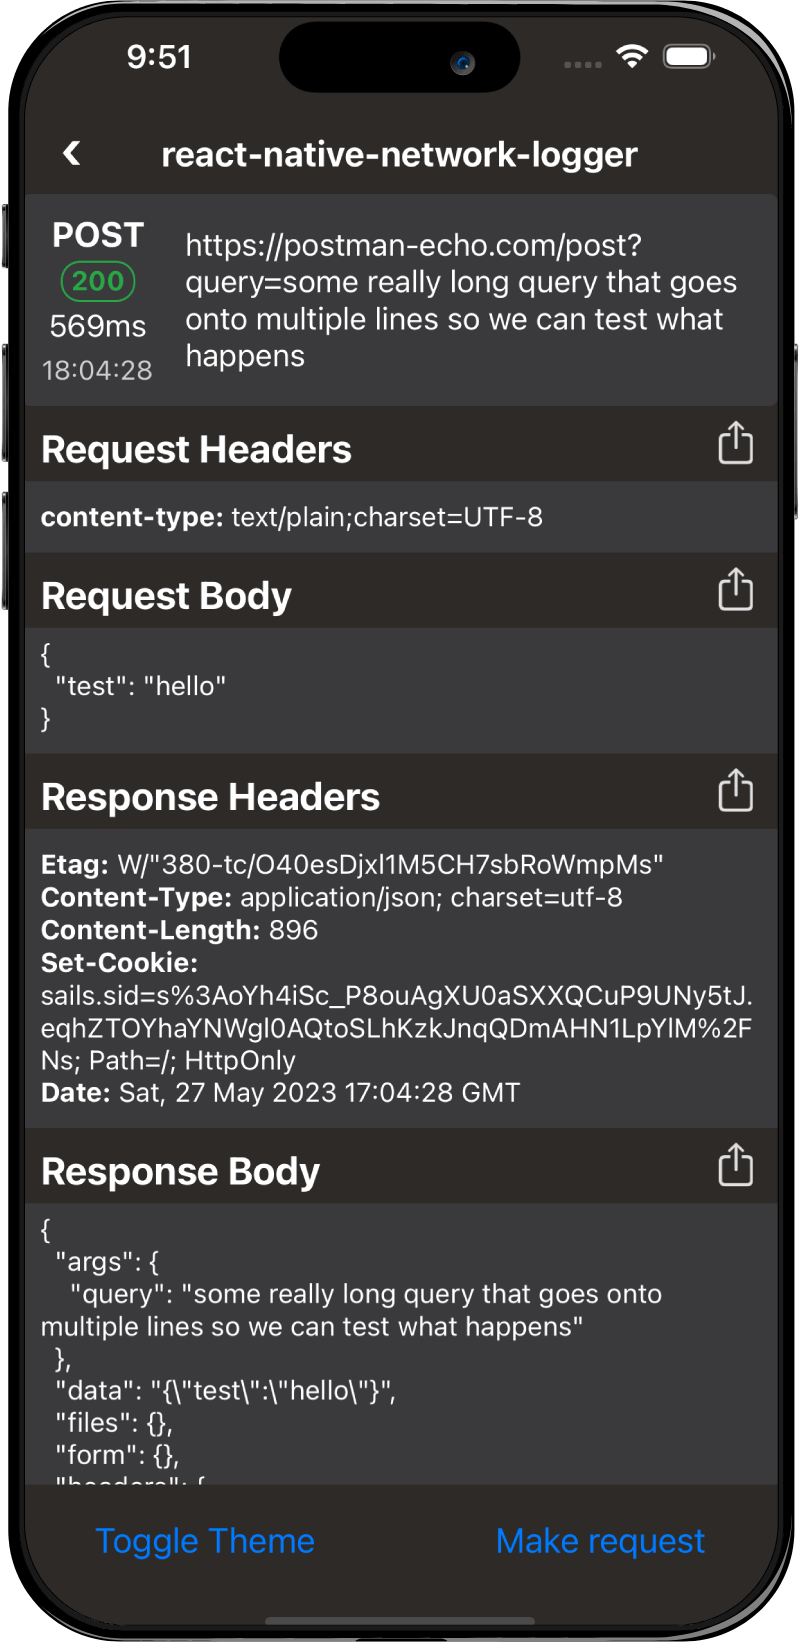 9:51
react-native-network-logger
POST
200
569ms
18:04:28
https://postman-echo.com/post?
query=some really long query that goes
onto multiple lines so we can test what
happens
Request Headers
content-type: text/plain;charset=UTF-8
Request Body
{
"test": "hello"
}
Response Headers
Etag: W/"380-tc/O40esDjxl1M5CH7sbRoWmpMs"
Content-Type: application/json; charset=utf-8
Content-Length: 896
Set-Cookie:
sails.sid=s%3AoYh4iSc_P8ouAgXU0aSXXQCuP9UNy5tJ.
eqhZTOYhaYNWgl0AQtoSLhKzkJnqQDmAHN1LpYlM%2F
Ns; Path=/; HttpOnly
Date: Sat, 27 May 2023 17:04:28 GMT
Response Body
{
"args": {
"query": "some really long query that goes onto
multiple lines so we can test what happens"
},
"data": "{\"test\":\"hello\"}",
"files": {},
"form": {},
"headers": {
Toggle Theme
Make request